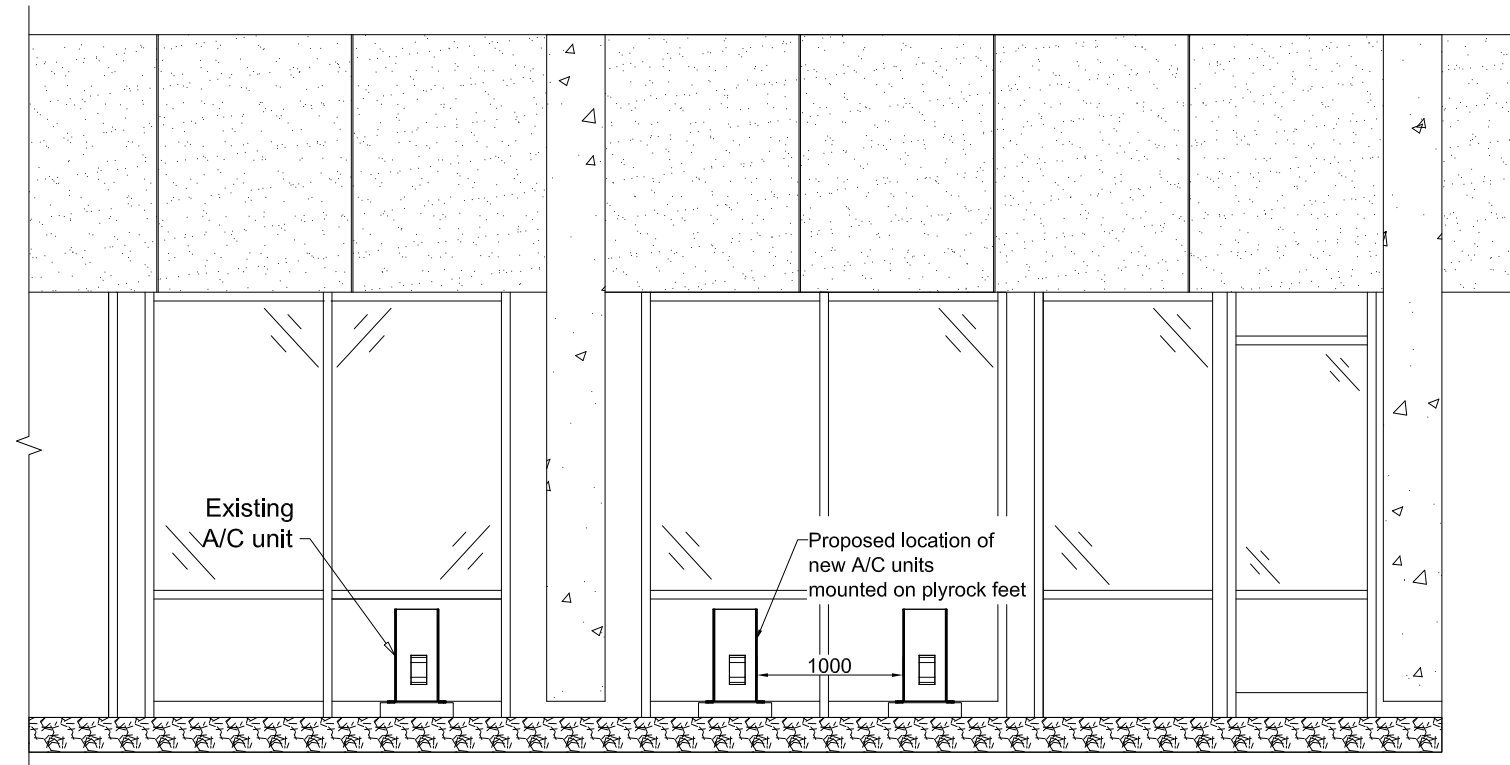 Existing
A/C unit
Proposed location of
new A/C units
mounted on plyrock feet
1000